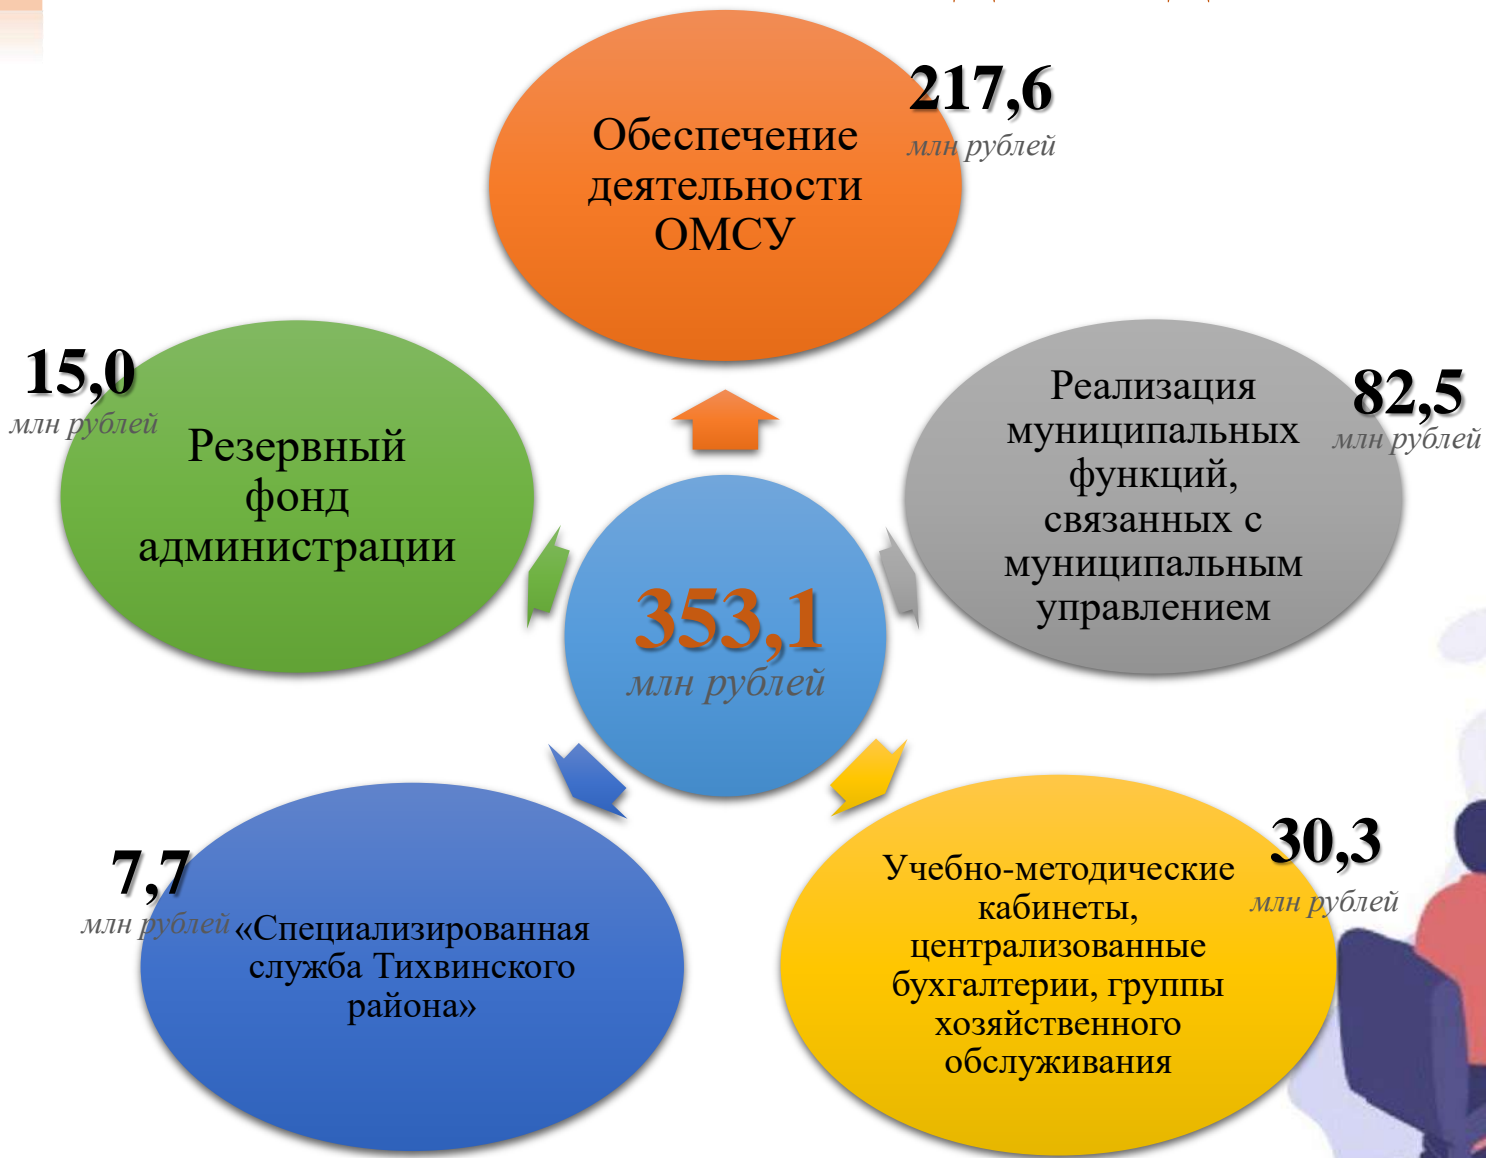 217,6
млн рублей
Обеспечение
деятельности
ОМСУ
15,0
млн рублей
Резервный
фонд
администрации
82,5
млн рублей
Реализация
муниципальных
функций,
связанных с
муниципальным
управлением
353,1
млн рублей
7,7
млн рублей
«Специализированная
служба Тихвинского
района»
30,3
млн рублей
Учебно-методические
кабинеты,
централизованные
бухгалтерии, группы
хозяйственного
обслуживания